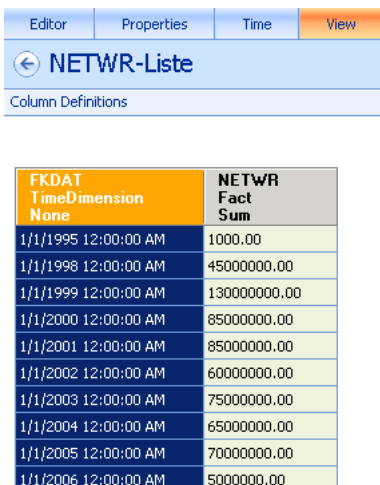 Editor Properties Time View
NETWR-Liste
Column Definitions
FKDAT NETWR
TimeDimension Fact
None Sum
1/1/1995 12:00:00 AM 1000.00
1/1/1998 12:00:00 AM 45000000.00
1/1/1999 12:00:00 AM 130000000.00
1/1/2000 12:00:00 AM 85000000.00
1/1/2001 12:00:00 AM 85000000.00
1/1/2002 12:00:00 AM 60000000.00
1/1/2003 12:00:00 AM 75000000.00
1/1/2004 12:00:00 AM 65000000.00
1/1/2005 12:00:00 AM 70000000.00
1/1/2006 12:00:00 AM 5000000.00